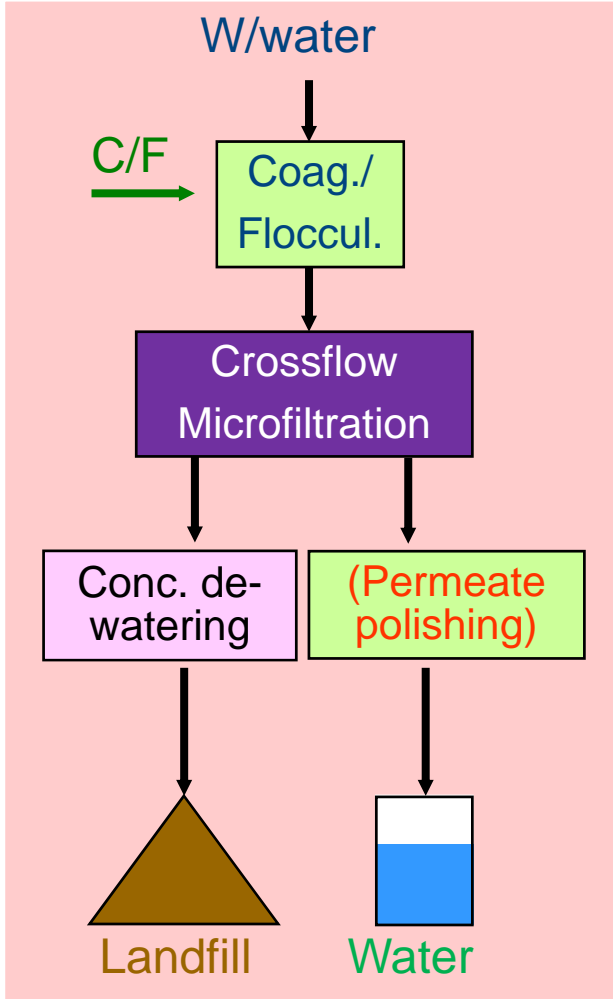 W/water
C/F
Coag./
Floccul.
Crossflow
Microfiltration
Conc. de-
watering
(Permeate
polishing)
Landfill
Water